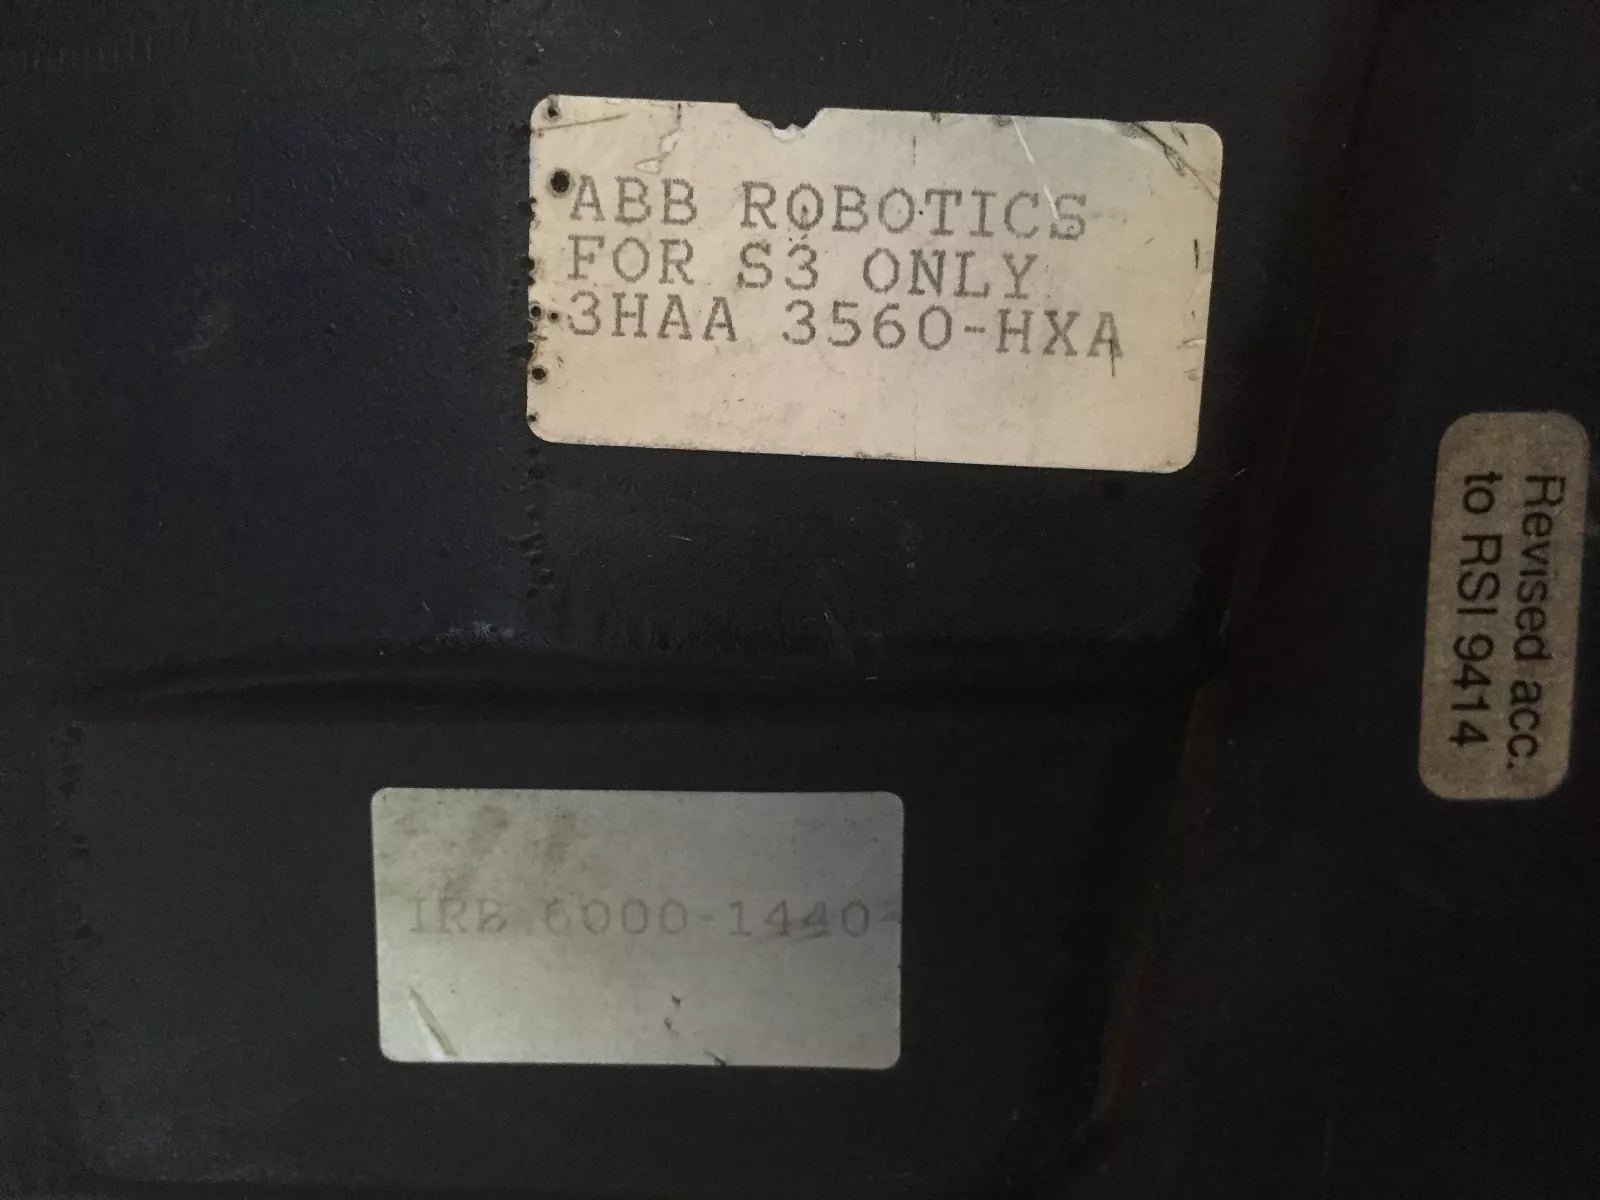 ABB ROBOTICS
FOR S3 ONLY
3HAA 3560-HXA
Revised acc.
to RSI 9414
IRB 6000-1440